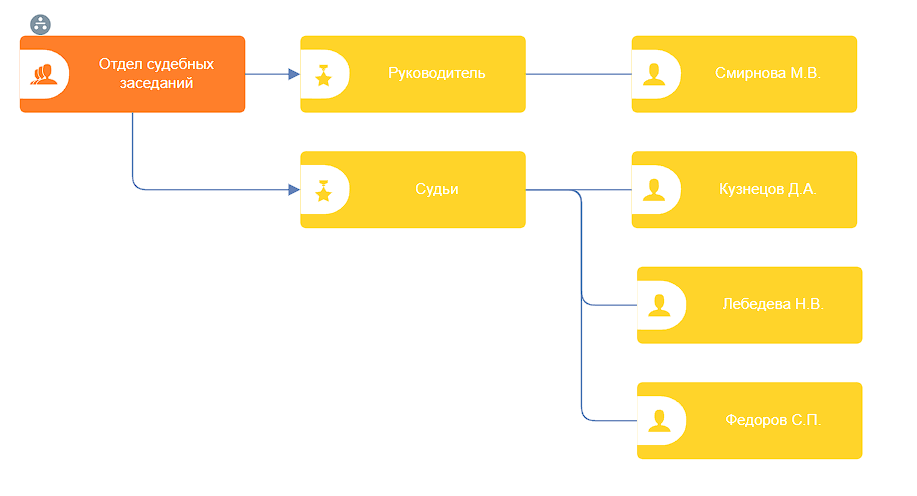 Отдел судебных
заседаний
Руководитель
Смирнова М.В.
Судьи
Кузнецов Д.А.
Лебедева Н.В.
Федоров С.П.